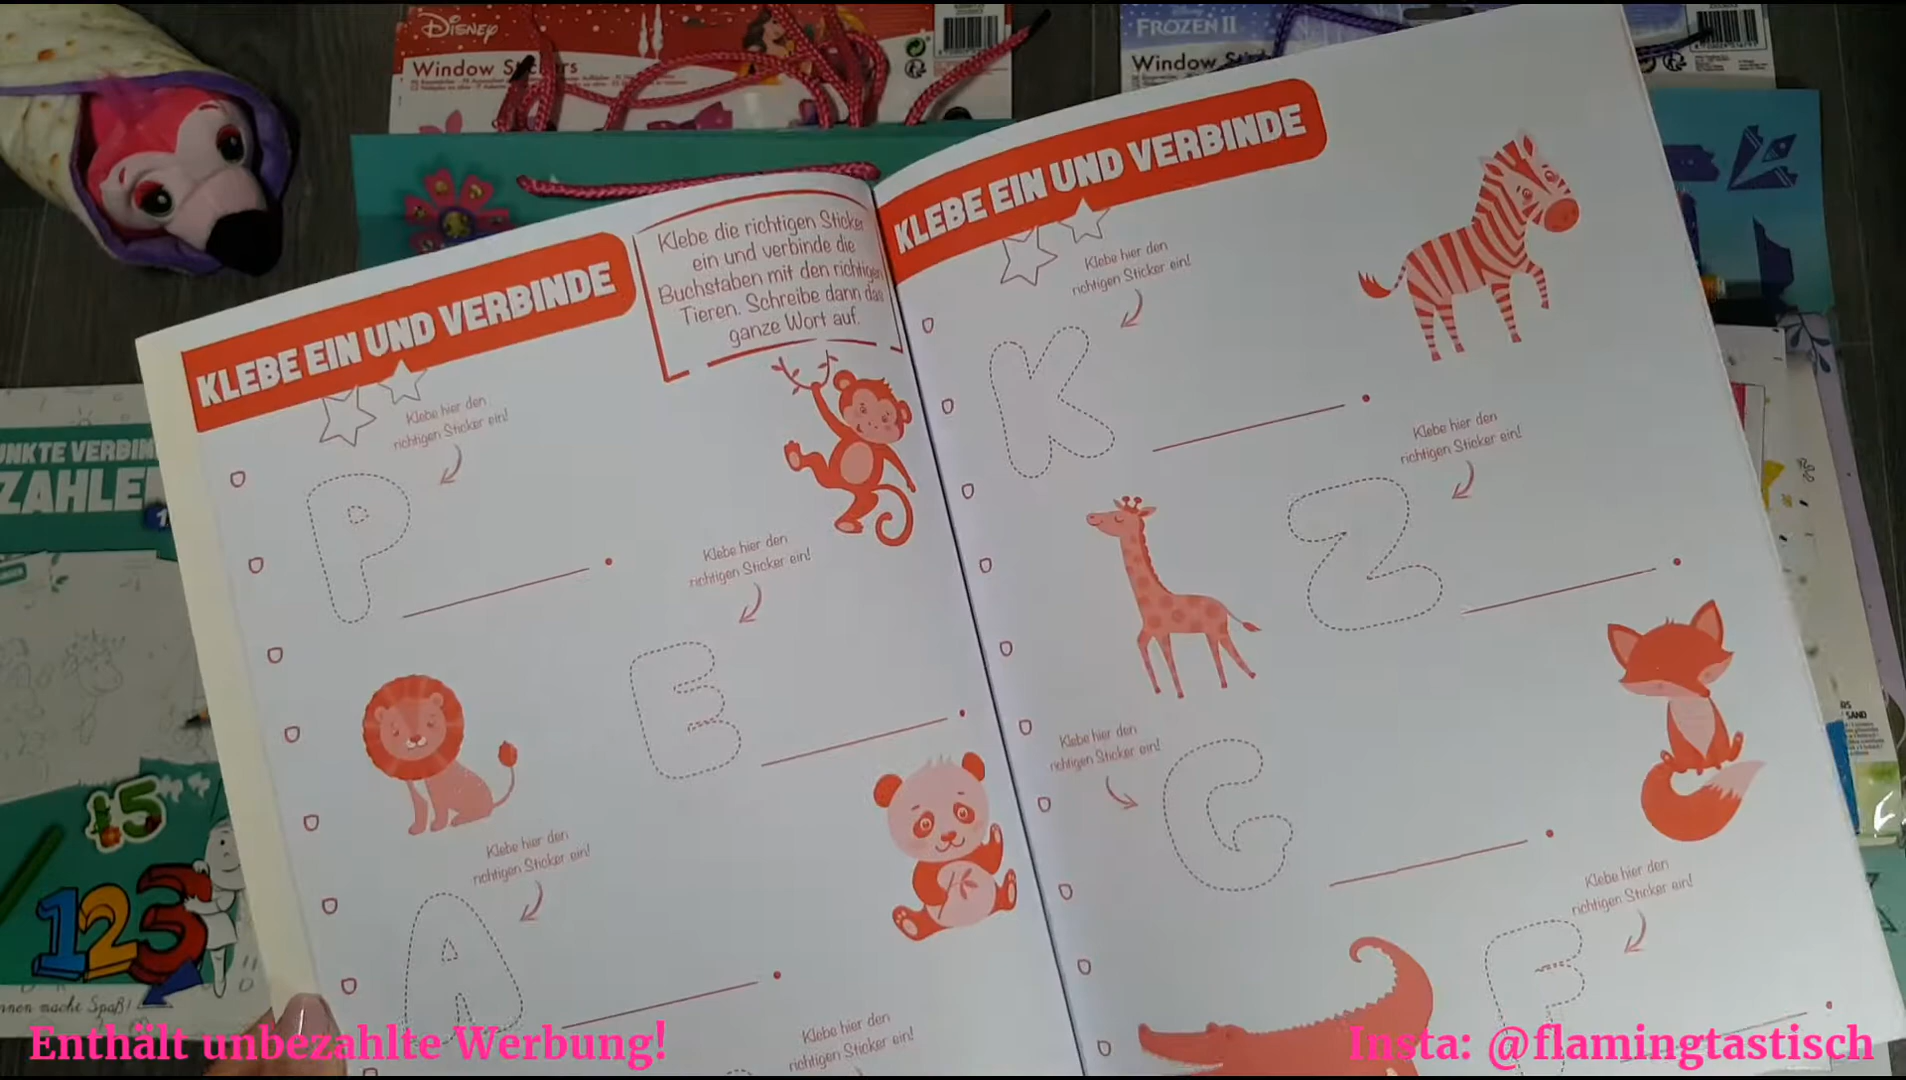 Disney
Window Stickers
FROZEN II
Window
KLEBE EIN UND VERBINDE
Klebe die richtigen Sticker
ein und verbinde die
Buchstaben mit den richtigen
Tieren. Schreibe dann das
ganze Wort auf.
Klebe hier den
richtigen Sticker ein!
P
Klebe hier den
richtigen Sticker ein!
E
Klebe hier den
richtigen Sticker ein!
A
Klebe hier den
richtigen Sticker ein!
KLEBE EIN UND VERBINDE
Klebe hier den
richtigen Sticker ein!
K
Klebe hier den
richtigen Sticker ein!
Z
Klebe hier den
richtigen Sticker ein!
G
Klebe hier den
richtigen Sticker ein!
F
ZAHLE
5
123
SAND
Enthält unbezahlte Werbung!
Insta: @flamingtastisch